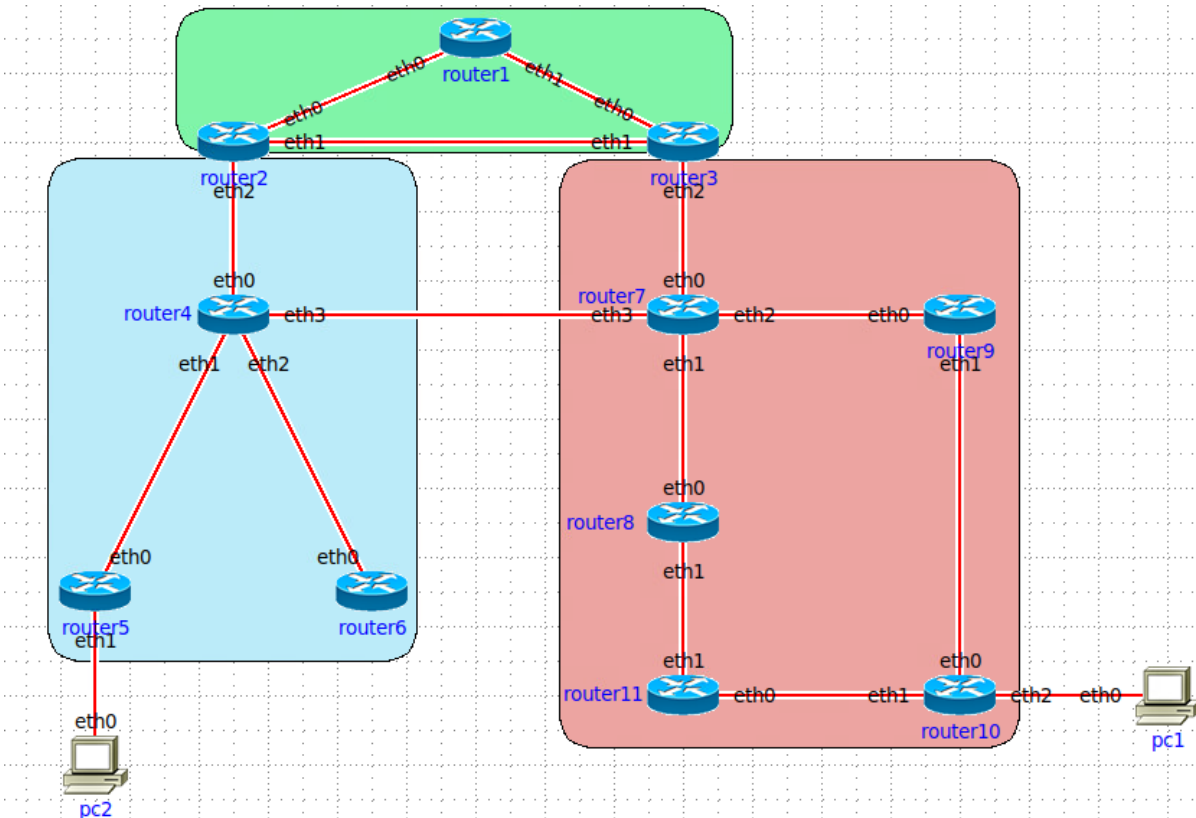 router1
eth0
eth1
eth0
eth0
eth1
eth1
router2
router3
eth2
eth2
eth0
eth0
router7
router4
eth3
eth3
eth2
eth0
router9
eth1
eth2
eth1
eth1
eth0
router8
eth0
eth0
eth1
router5
router6
eth1
eth1
eth0
router11
eth0
eth1
eth2
eth0
eth0
router10
pc1
pc2